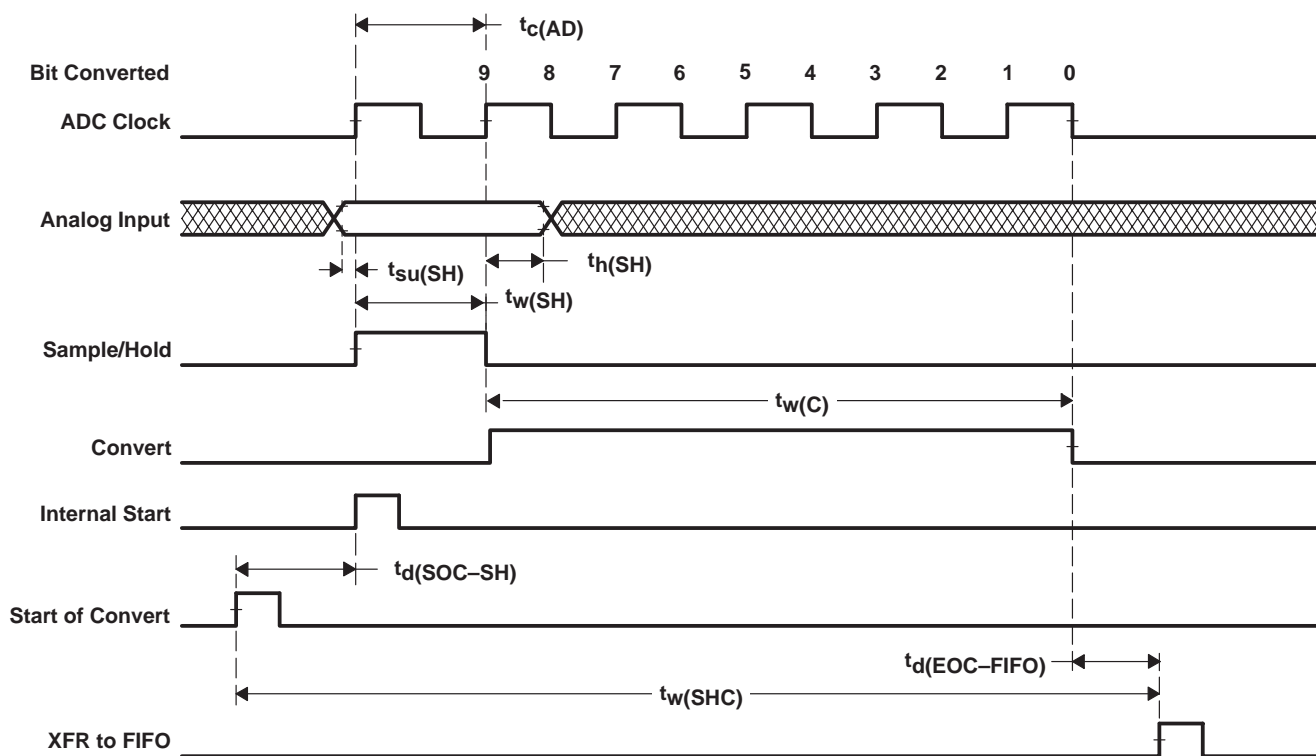 tc(AD)
Bit Converted 9 8 7 6 5 4 3 2 1 0
ADC Clock
Analog Input
tsu(SH) th(SH)
tw(SH)
Sample/Hold
tw(C)
Convert
Internal Start
td(SOC–SH)
Start of Convert
td(EOC–FIFO)
tw(SHC)
XFR to FIFO